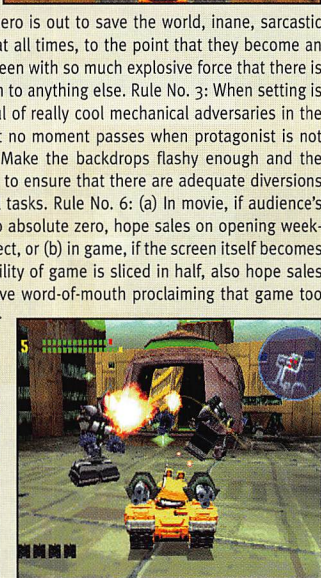 ero is out to save the world, inane, sarcastic
at all times, to the point that they become an
een with so much explosive force that there is
n to anything else. Rule No. 3: When setting is
ul of really cool mechanical adversaries in the
t no moment passes when protagonist is not
Make the backdrops flashy enough and the
to ensure that there are adequate diversions
tasks. Rule No. 6: (a) In movie, if audience's
o absolute zero, hope sales on opening week-
ect, or (b) in game, if the screen itself becomes
ility of game is sliced in half, also hope sales
ve word-of-mouth proclaiming that game too
5